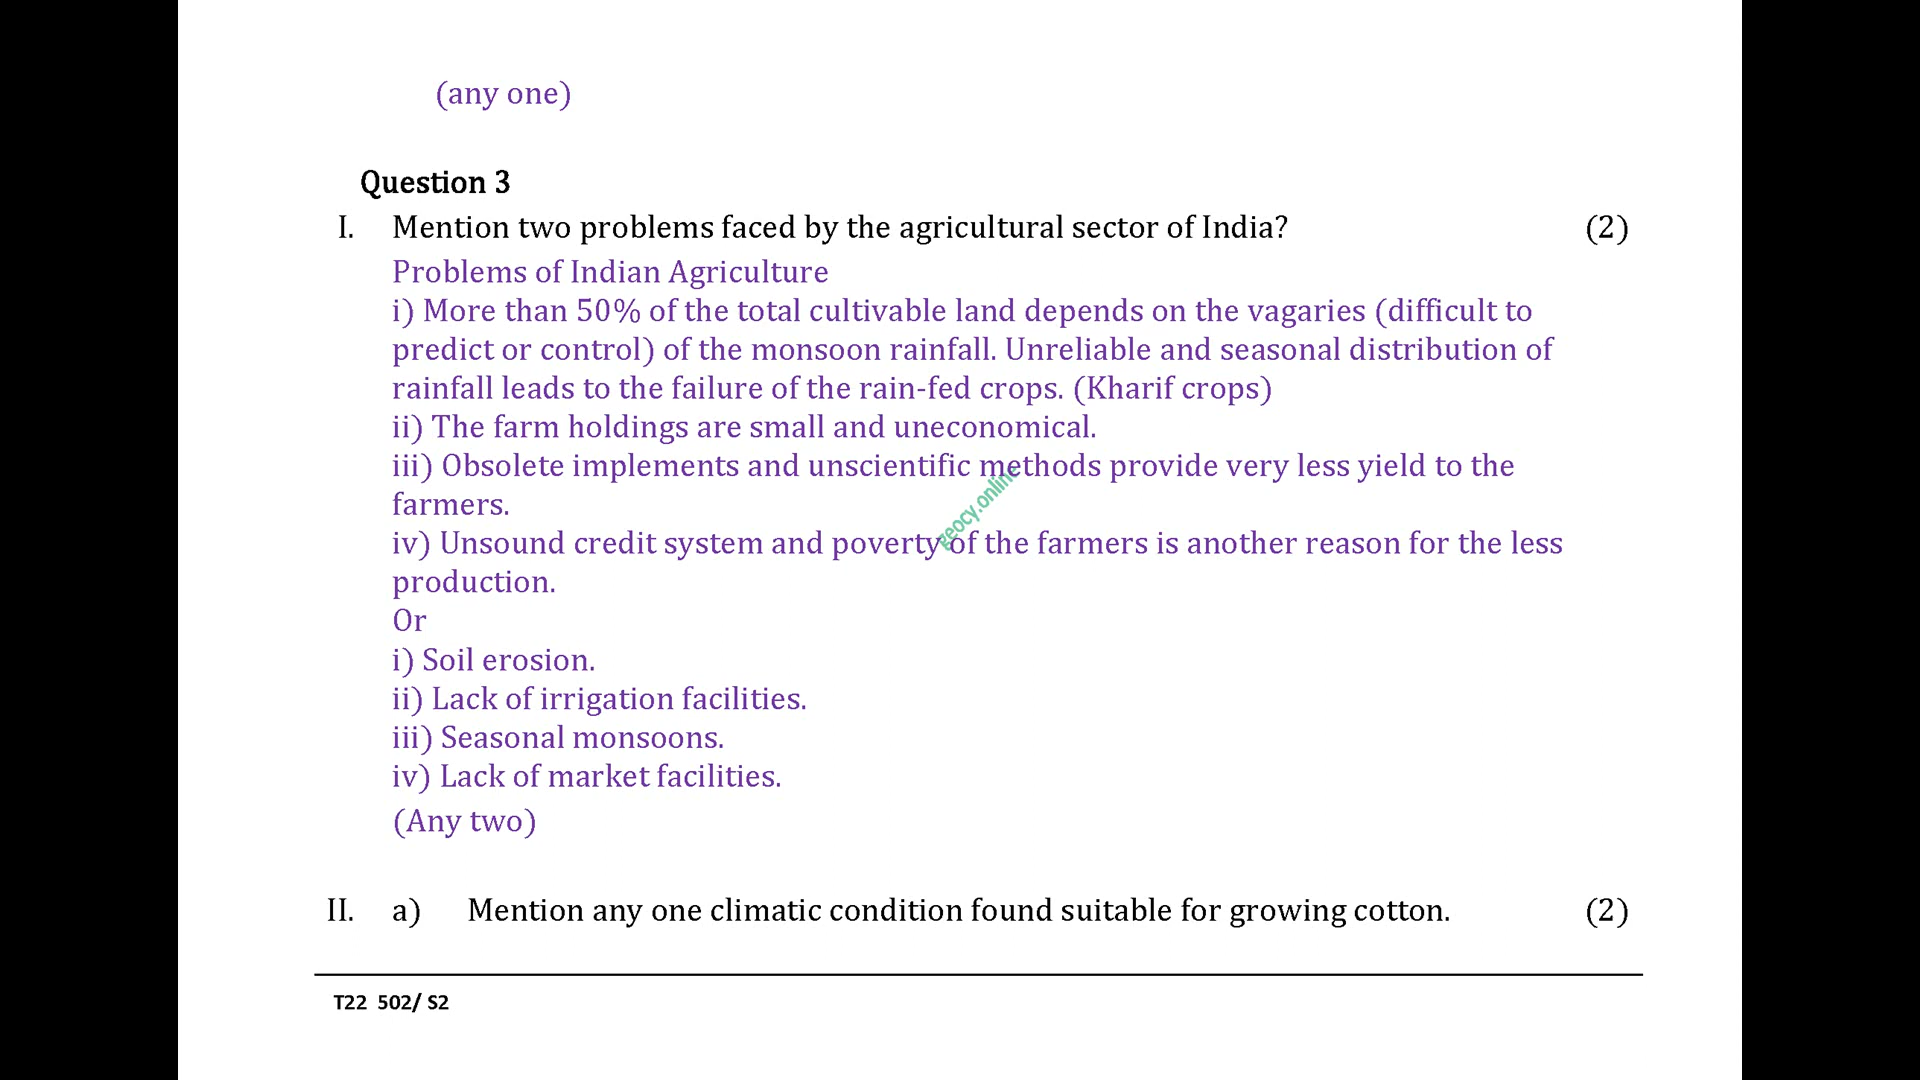 (any one)
Question 3
I. Mention two problems faced by the agricultural sector of India? (2)
Problems of Indian Agriculture
i) More than 50% of the total cultivable land depends on the vagaries (difficult to
predict or control) of the monsoon rainfall. Unreliable and seasonal distribution of
rainfall leads to the failure of the rain-fed crops. (Kharif crops)
ii) The farm holdings are small and uneconomical.
iii) Obsolete implements and unscientific methods provide very less yield to the
farmers.
geocy.online
iv) Unsound credit system and poverty of the farmers is another reason for the less
production.
Or
i) Soil erosion.
ii) Lack of irrigation facilities.
iii) Seasonal monsoons.
iv) Lack of market facilities.
(Any two)
II. a) Mention any one climatic condition found suitable for growing cotton. (2)
T22 502/ S2